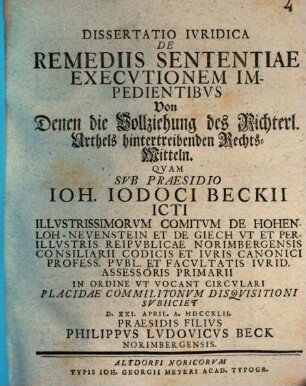 4
DISSERTATIO IVRIDICA
DE
REMEDIIS SENTENTIAE
EXECVTIONEM IM-
PEDIENTIBVS
Von
Denen die Vollziehung des Richterl.
Urthels hintertreibenden Rechts-
Mitteln.
QVAM
SVB PRAESIDIO
IOH. IODOCI BECKII
ICTI
ILLVSTRISSIMORVM COMITVM DE HOHEN-
LOH-NEVENSTEIN ET DE GIECH VT ET PER-
ILLVSTRIS REIPVBLICAE NORIMBERGENSIS
CONSILIARII CODICIS ET IVRIS CANONICI
PROFESS. PVBL. ET FACVLTATIS IVRID.
ASSESSORIS PRIMARII
IN ORDINE VT VOCANT CIRCVLARI
PLACIDAE COMMILITONVM DISQVISITIONI
SVBIICIET
D. XXI. APRIL. A. MDCCXLII.
PRAESIDIS FILIVS
PHILIPPVS LVDOVICVS BECK
NORIMBERGENSIS.
ALTDORFI NORICORVM
TYPIS IOH. GEORGII MEYERI ACAD. TYPOGR.